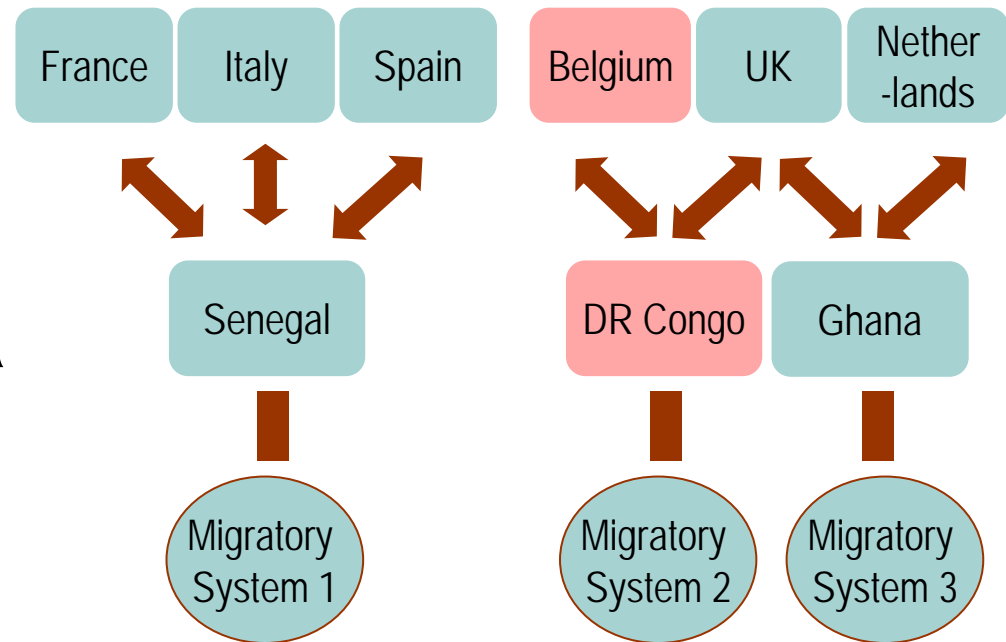 France
Italy
Spain
Belgium
UK
Nether
-lands
Senegal
DR Congo
Ghana
Migratory
System 1
Migratory
System 2
Migratory
System 3